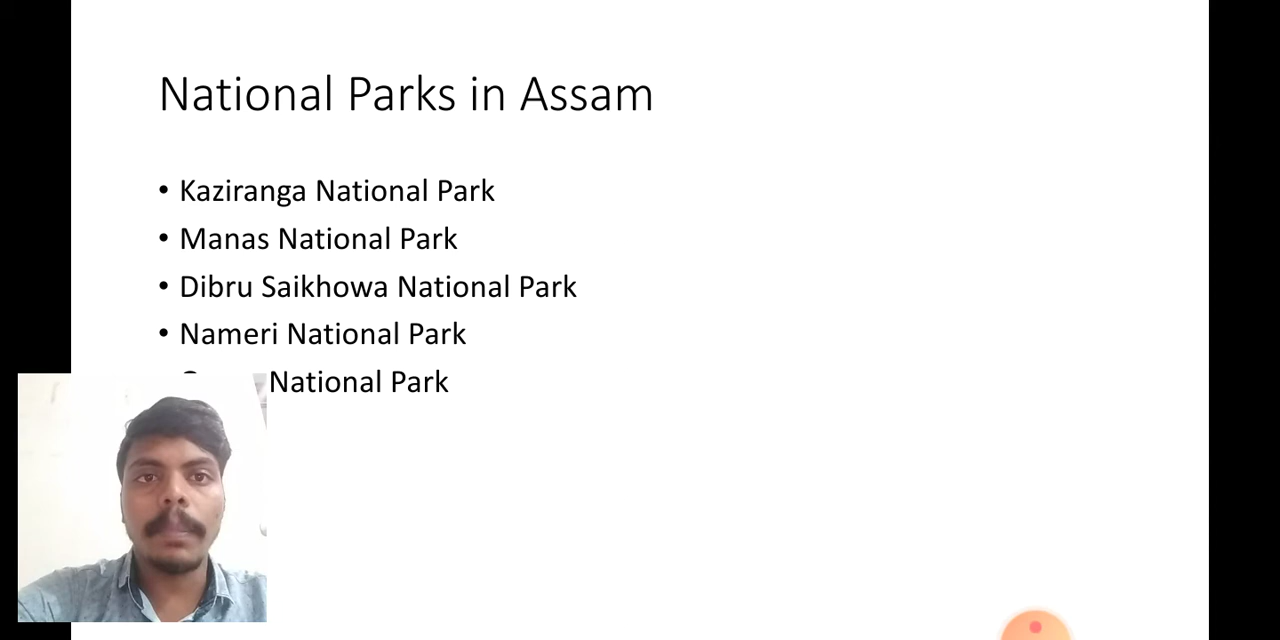 National Parks in Assam
• Kaziranga National Park
• Manas National Park
• Dibru Saikhowa National Park
• Nameri National Park
National Park